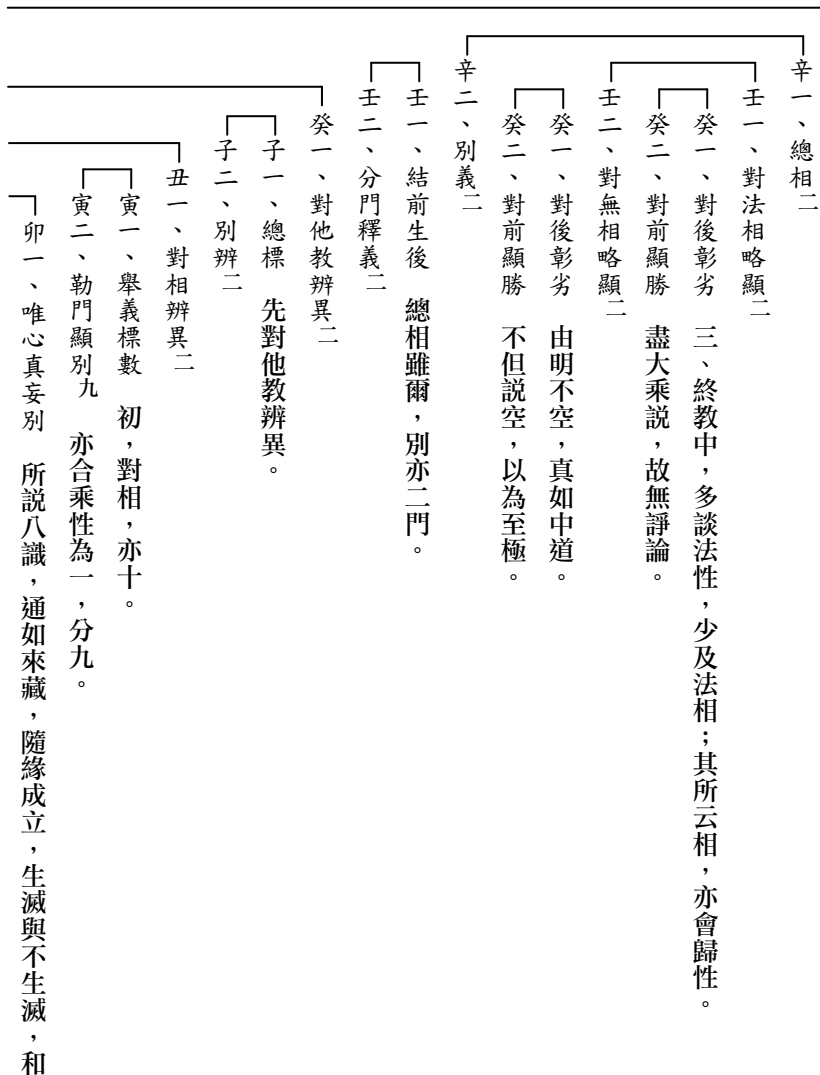 辛一、總相二
壬一、對法相略顯二
癸一、對後彰劣　三、終教中，多談法性，少及法相；其所云相，亦會歸性。
癸二、對前顯勝　盡大乘説，故無諍論。
壬二、對無相略顯二
癸一、對後彰劣　由明不空，真如中道。
癸二、對前顯勝　不但説空，以為至極。
辛二、別義二
壬一、結前生後　總相雖爾，別亦二門。
壬二、分門釋義二
癸一、對他教辨異二
子一、總標　先對他教辨異。
子二、別辨二
丑一、對相辨異二
寅一、舉義標數　初，對相，亦十。
寅二、勒門顯別九　亦合乘性為一，分九。
卯一、唯心真妄別　所説八識，通如來藏，隨緣成立，生滅與不生滅，和